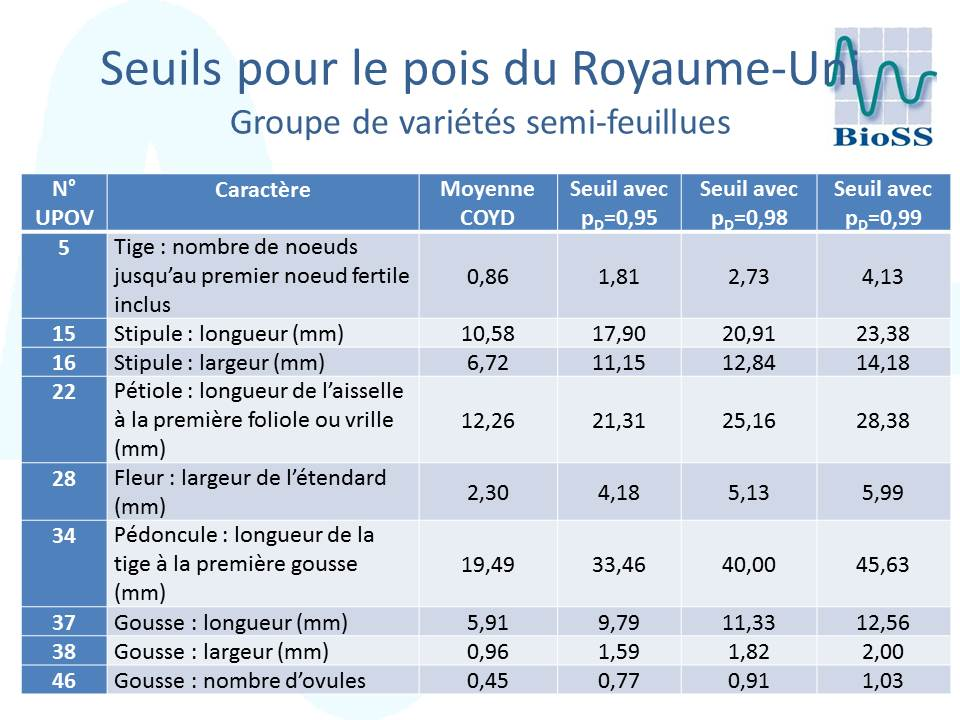 Seuils pour le pois du Royaume-Uni
Groupe de variétés semi-feuillues
BioSS
N° UPOV Caractère Moyenne COYD Seuil avec pD=0,95 Seuil avec pD=0,98 Seuil avec pD=0,99
5 Tige : nombre de noeuds jusqu’au premier noeud fertile inclus 0,86 1,81 2,73 4,13
15 Stipule : longueur (mm) 10,58 17,90 20,91 23,38
16 Stipule : largeur (mm) 6,72 11,15 12,84 14,18
22 Pétiole : longueur de l’aisselle à la première foliole ou vrille (mm) 12,26 21,31 25,16 28,38
28 Fleur : largeur de l’étendard (mm) 2,30 4,18 5,13 5,99
34 Pédoncule : longueur de la tige à la première gousse (mm) 19,49 33,46 40,00 45,63
37 Gousse : longueur (mm) 5,91 9,79 11,33 12,56
38 Gousse : largeur (mm) 0,96 1,59 1,82 2,00
46 Gousse : nombre d’ovules 0,45 0,77 0,91 1,03